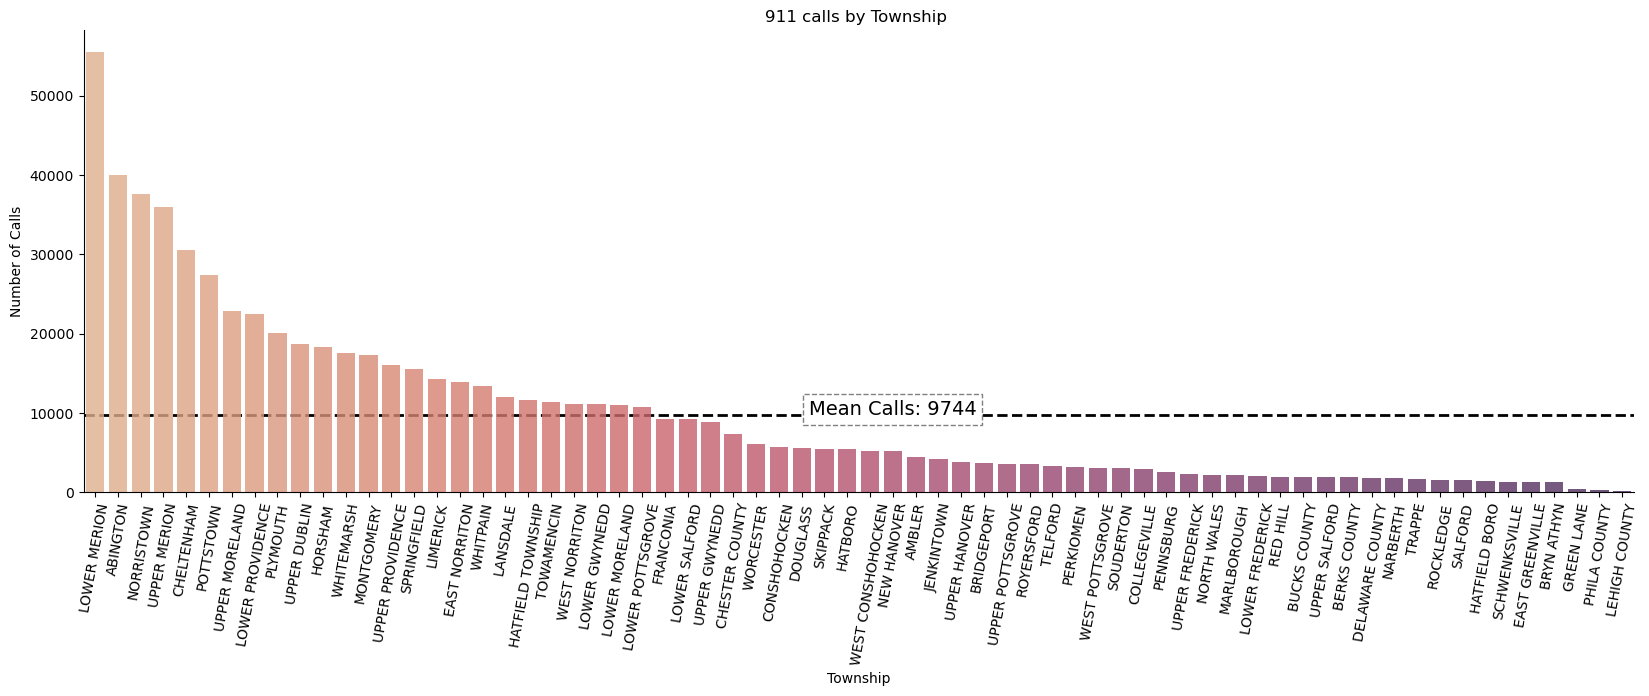 911 calls by Township
Number of Calls
50000
40000
30000
20000
10000
0
Mean Calls: 9744
LOWER MERION
ABINGTON
NORRISTOWN
UPPER MERION
CHELTENHAM
POTTSTOWN
UPPER MORELAND
LOWER PROVIDENCE
PLYMOUTH
UPPER DUBLIN
HORSHAM
WHITEMARSH
MONTGOMERY
UPPER PROVIDENCE
SPRINGFIELD
LIMERICK
EAST NORRITON
WHITPAIN
LANSDALE
HATFIELD TOWNSHIP
TOWAMENCIN
WEST NORRITON
LOWER GWYNEDD
LOWER MORELAND
LOWER POTTSGROVE
FRANCONIA
LOWER SALFORD
UPPER GWYNEDD
CHESTER COUNTY
WORCESTER
CONSHOHOCKEN
DOUGLASS
SKIPPACK
HATBORO
WEST CONSHOHOCKEN
NEW HANOVER
AMBLER
JENKINTOWN
UPPER HANOVER
BRIDGEPORT
UPPER POTTSGROVE
ROYERSFORD
TELFORD
PERKIOMEN
WEST POTTSGROVE
SOUDERTON
COLLEGEVILLE
PENNSBURG
UPPER FREDERICK
NORTH WALES
MARLBOROUGH
LOWER FREDERICK
RED HILL
BUCKS COUNTY
UPPER SALFORD
BERKS COUNTY
DELAWARE COUNTY
NARBERTH
TRAPPE
ROCKLEDGE
SALFORD
HATFIELD BORO
SCHWENKSVILLE
EAST GREENVILLE
BRYN ATHYN
GREEN LANE
PHILA COUNTY
LEHIGH COUNTY
Township